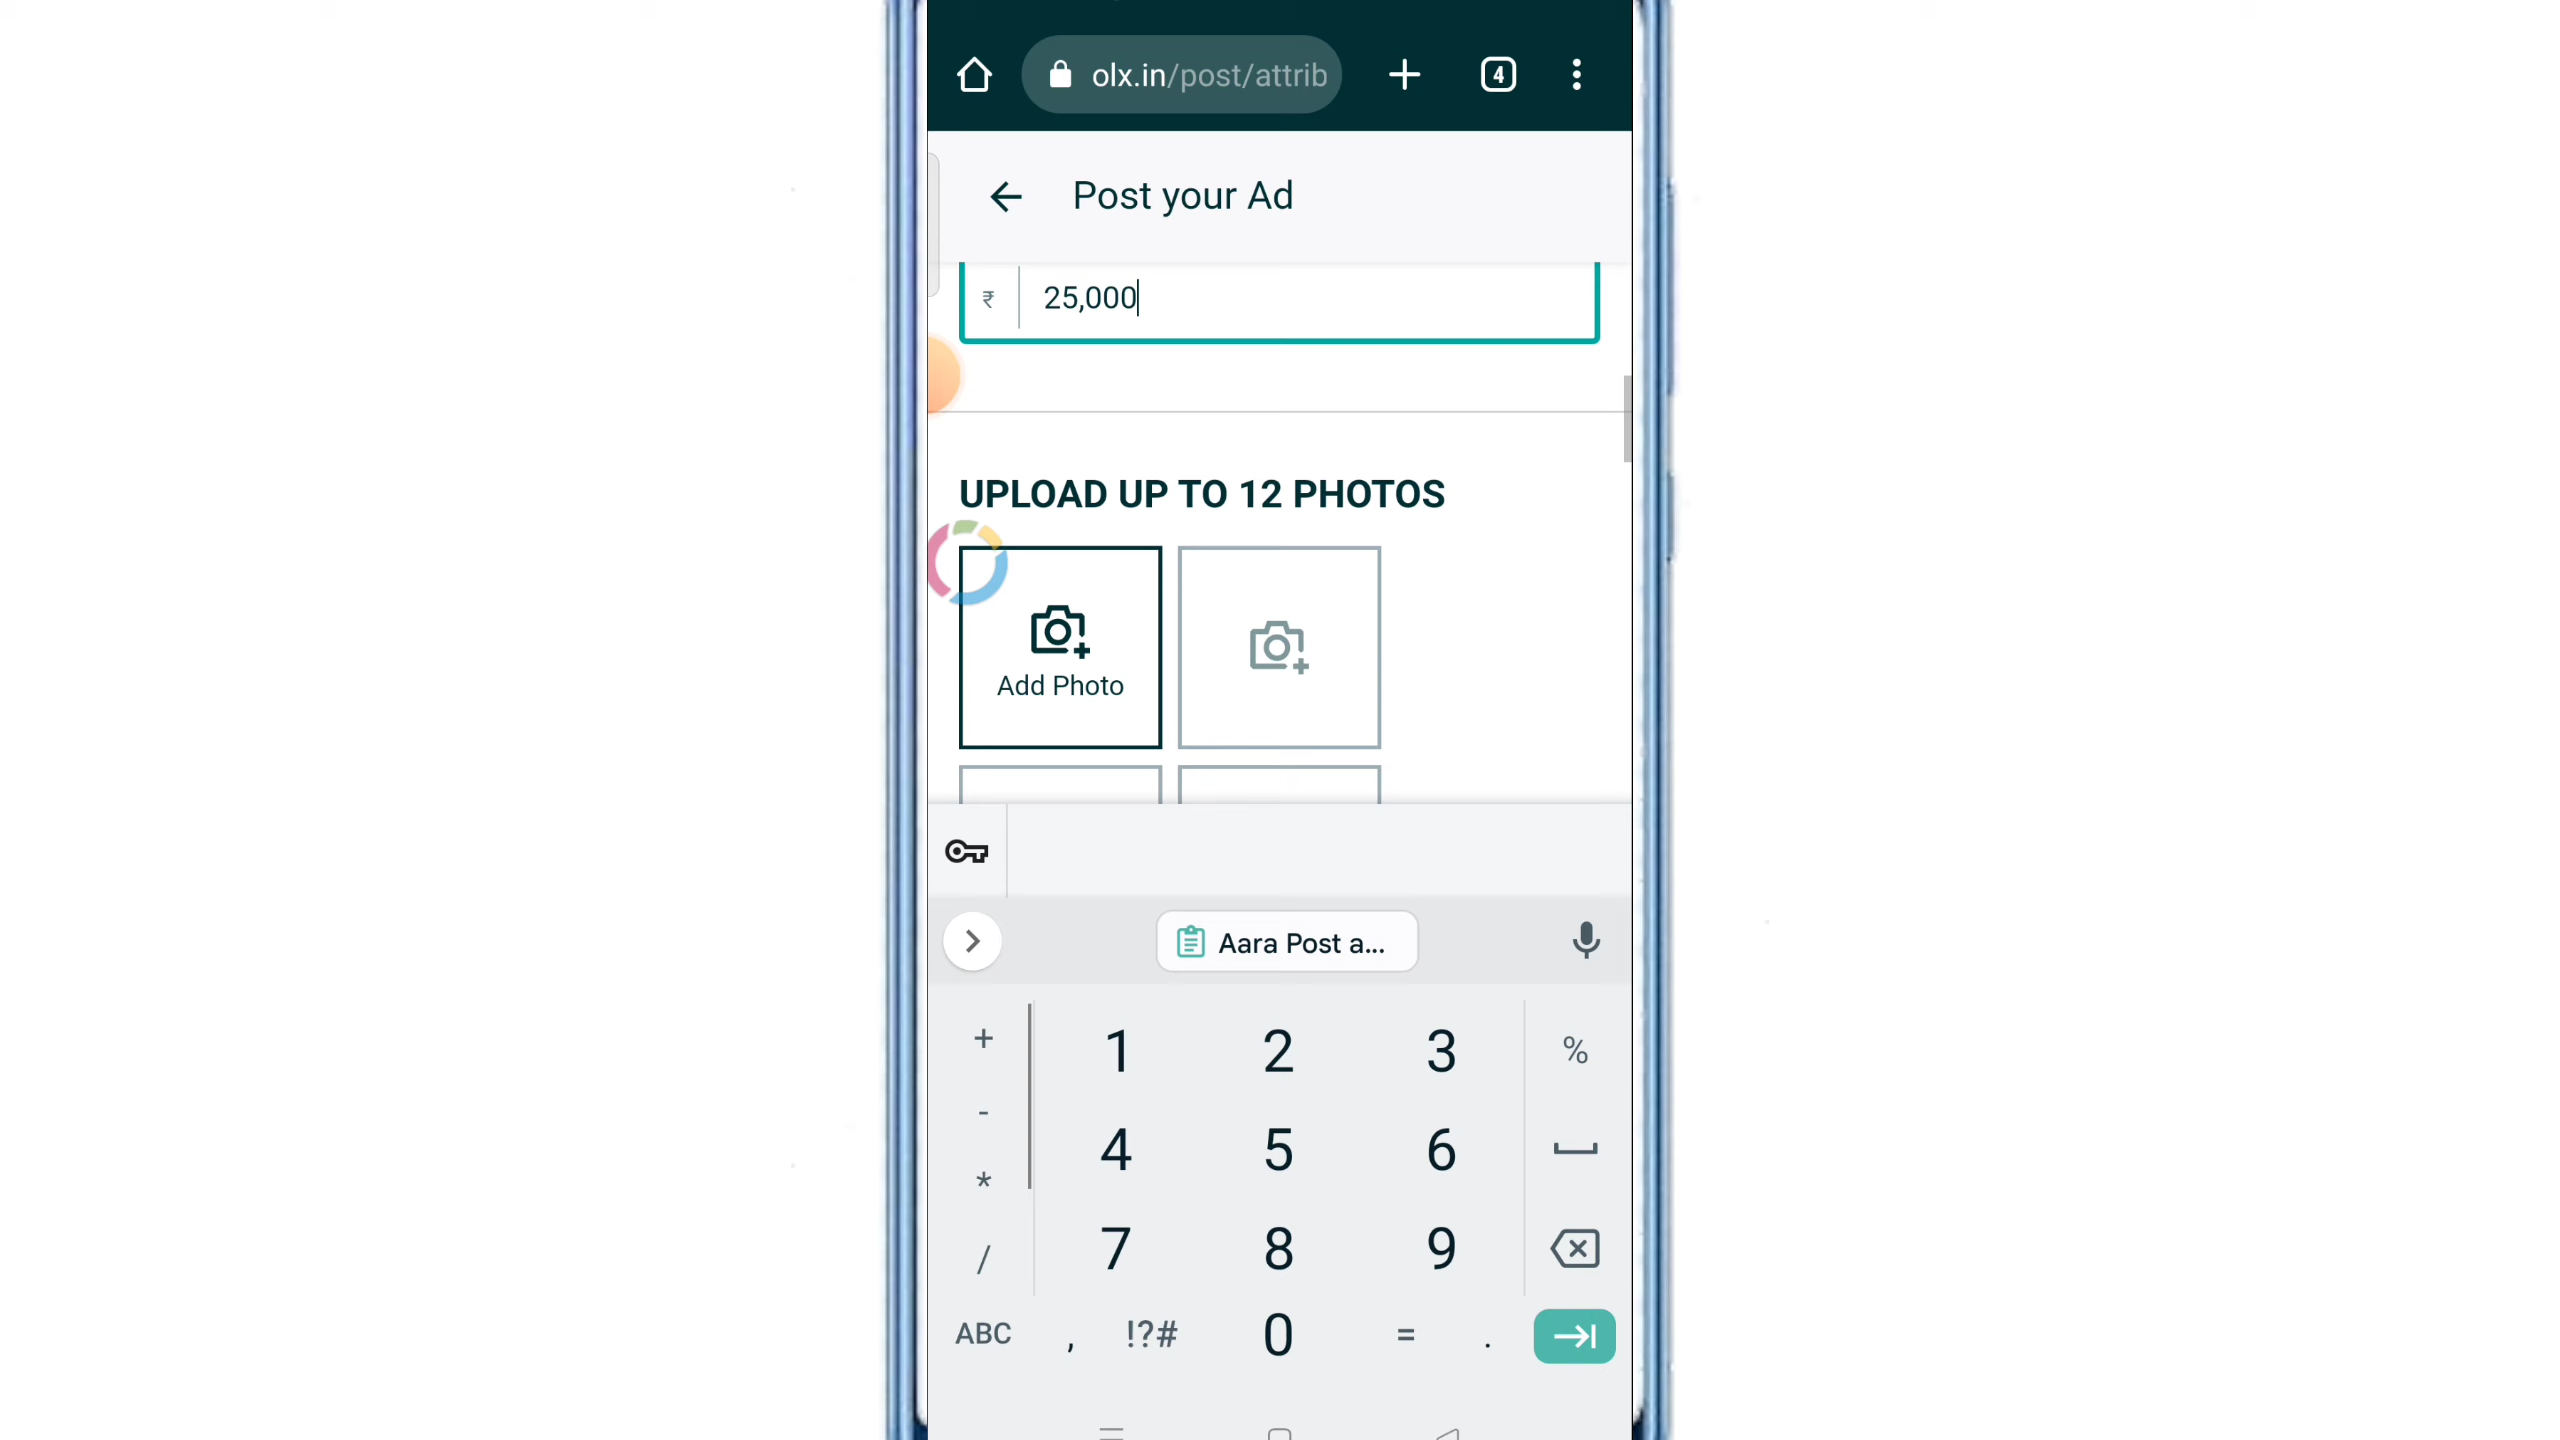 olx.in/post/attrib
4
Post your Ad
₹ 25,000
UPLOAD UP TO 12 PHOTOS
Add Photo
Aara Post a...
+ 1 2 3 %
- 4 5 6
* 7 8 9
/
ABC , !?# 0 = .